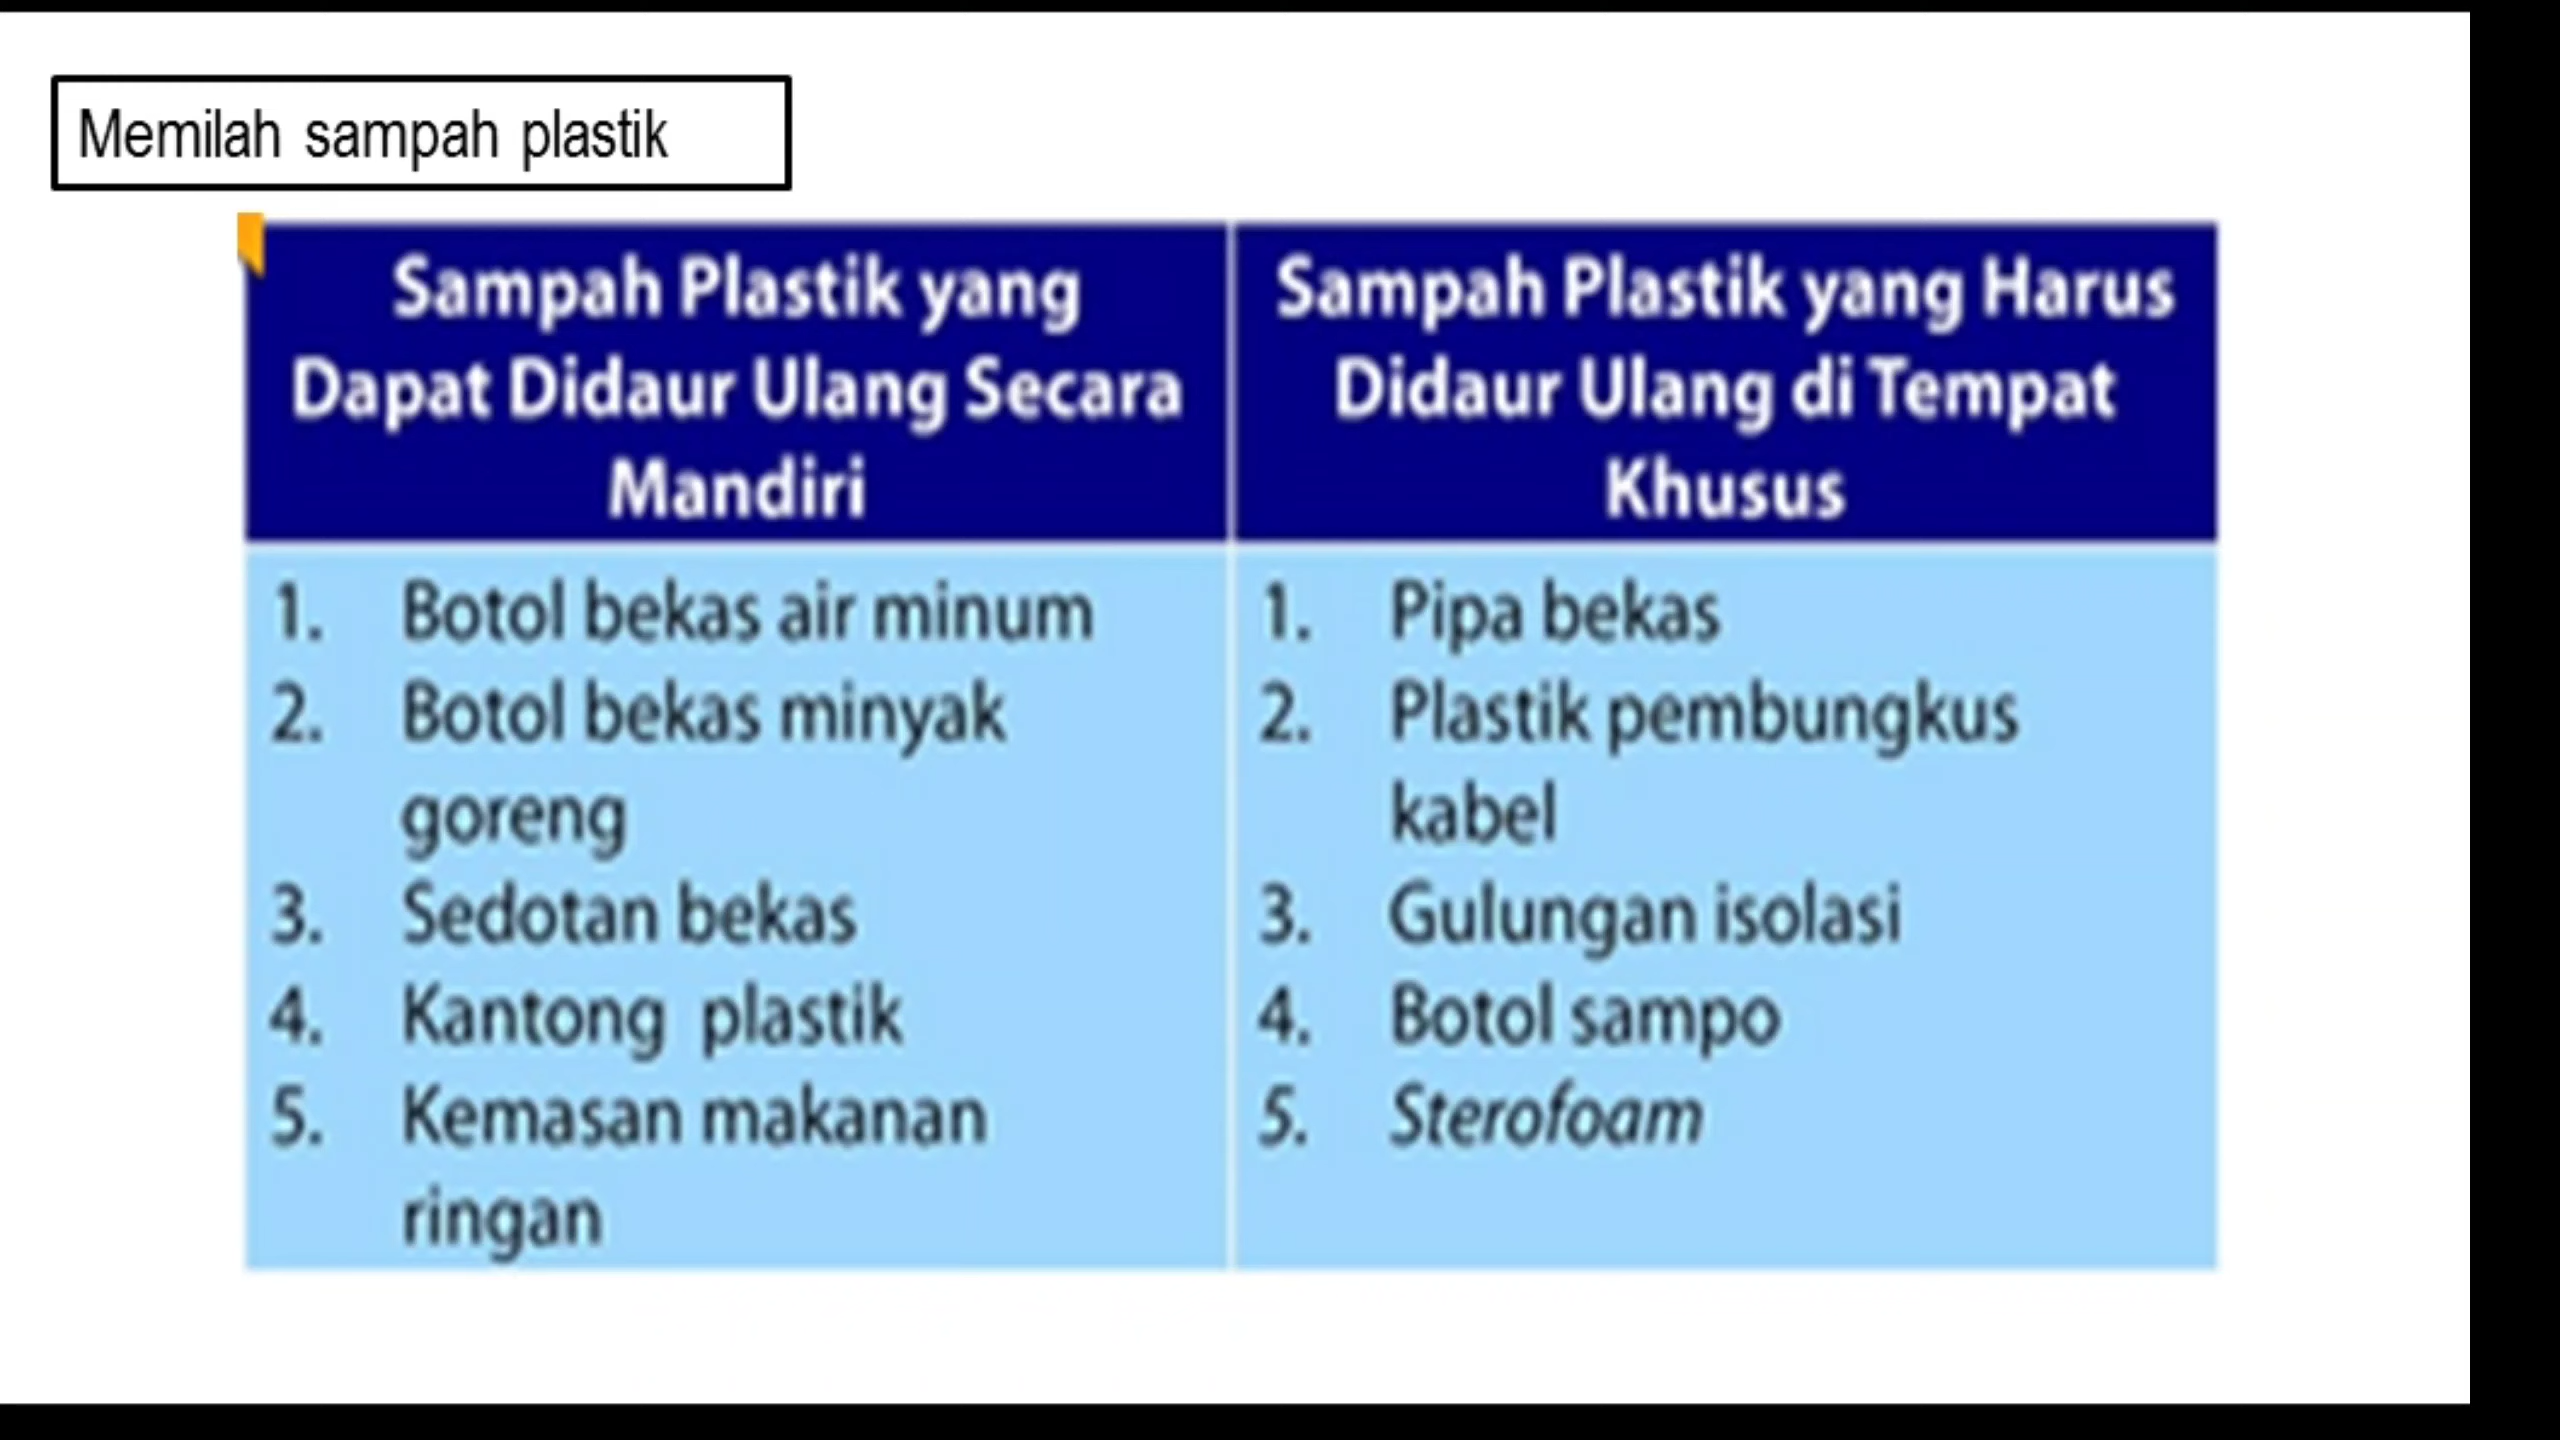 Memilah sampah plastik
Sampah Plastik yang
Dapat Didaur Ulang Secara
Mandiri
Sampah Plastik yang Harus
Didaur Ulang di Tempat
Khusus
1. Botol bekas air minum
2. Botol bekas minyak
goreng
3. Sedotan bekas
4. Kantong plastik
5. Kemasan makanan
ringan
1. Pipa bekas
2. Plastik pembungkus
kabel
3. Gulungan isolasi
4. Botol sampo
5. Sterofoam